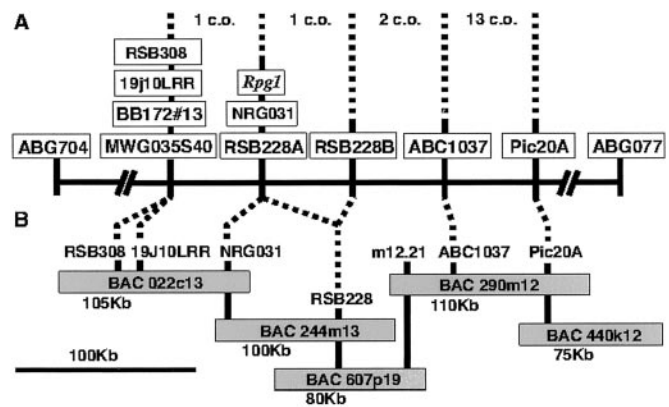 A
1 c.o. 1 c.o. 2 c.o. 13 c.o.
RSB308
19j10LRR Rpg1
BB172#13 NRG031
ABG704 MWG035S40 RSB228A RSB228B ABC1037 Pic20A ABG077
B
RSB308 19J10LRR NRG031 m12.21 ABC1037 Pic20A
BAC 022c13 BAC 290m12
105Kb RSB228 110Kb
BAC 244m13 BAC 440k12
100Kb 100Kb 75Kb
BAC 607p19
80Kb